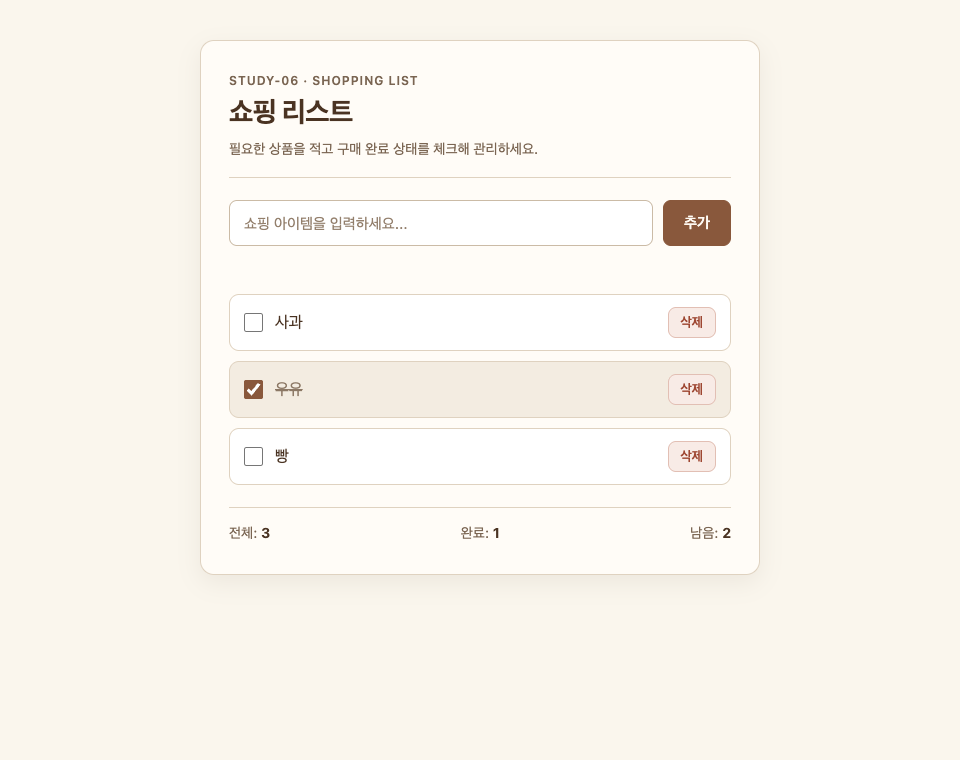 STUDY-06 · SHOPPING LIST
쇼핑 리스트
필요한 상품을 적고 구매 완료 상태를 체크해 관리하세요.
쇼핑 아이템을 입력하세요... 추가
사과 삭제
우유 삭제
빵 삭제
전체: 3 완료: 1 남음: 2